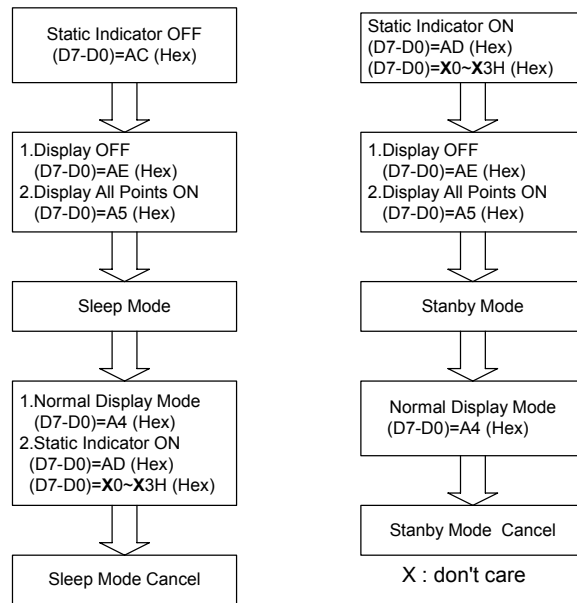 Static Indicator OFF
(D7-D0)=AC (Hex)
1.Display OFF
(D7-D0)=AE (Hex)
2.Display All Points ON
(D7-D0)=A5 (Hex)
Sleep Mode
1.Normal Display Mode
(D7-D0)=A4 (Hex)
2.Static Indicator ON
(D7-D0)=AD (Hex)
(D7-D0)=X0~X3H (Hex)
Sleep Mode Cancel
Static Indicator ON
(D7-D0)=AD (Hex)
(D7-D0)=X0~X3H (Hex)
1.Display OFF
(D7-D0)=AE (Hex)
2.Display All Points ON
(D7-D0)=A5 (Hex)
Stanby Mode
Normal Display Mode
(D7-D0)=A4 (Hex)
Stanby Mode Cancel
X : don't care